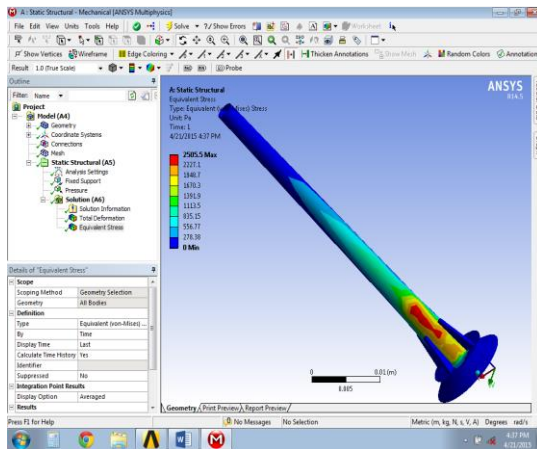 A : Static Structural - Mechanical [ANSYS Multiphysics]
File Edit View Units Tools Help Solve ?/ Show Errors Worksheet
Show Vertices Wireframe Edge Coloring Thicken Annotations Show Mesh Random Colors Annotation
Result 1.0 (True Scale) Probe
Outline
Filter: Name
Project
Model (A4)
Geometry
Coordinate Systems
Connections
Mesh
Static Structural (A5)
Analysis Settings
Fixed Support
Pressure
Solution (A6)
Solution Information
Total Deformation
Equivalent Stress
Details of "Equivalent Stress"
Scope
Scoping Method Geometry Selection
Geometry All Bodies
Definition
Type Equivalent (von-Mises) ...
By Time
Display Time Last
Calculate Time History Yes
Identifier
Suppressed No
Integration Point Results
Display Option Averaged
Results
A: Static Structural
Equivalent Stress
Type: Equivalent (von-Mises) Stress
Unit: Pa
Time: 1
4/21/2015 4:37 PM
2505.5 Max
2227.1
1948.7
1670.3
1391.9
1113.5
835.15
556.77
278.38
0 Min
ANSYS
R14.5
0 0.01 (m)
0.005
Geometry Print Preview Report Preview
Press F1 for Help No Messages No Selection Metric (m, kg, N, s, V, A) Degrees rad/s
4:37 PM
4/21/2015